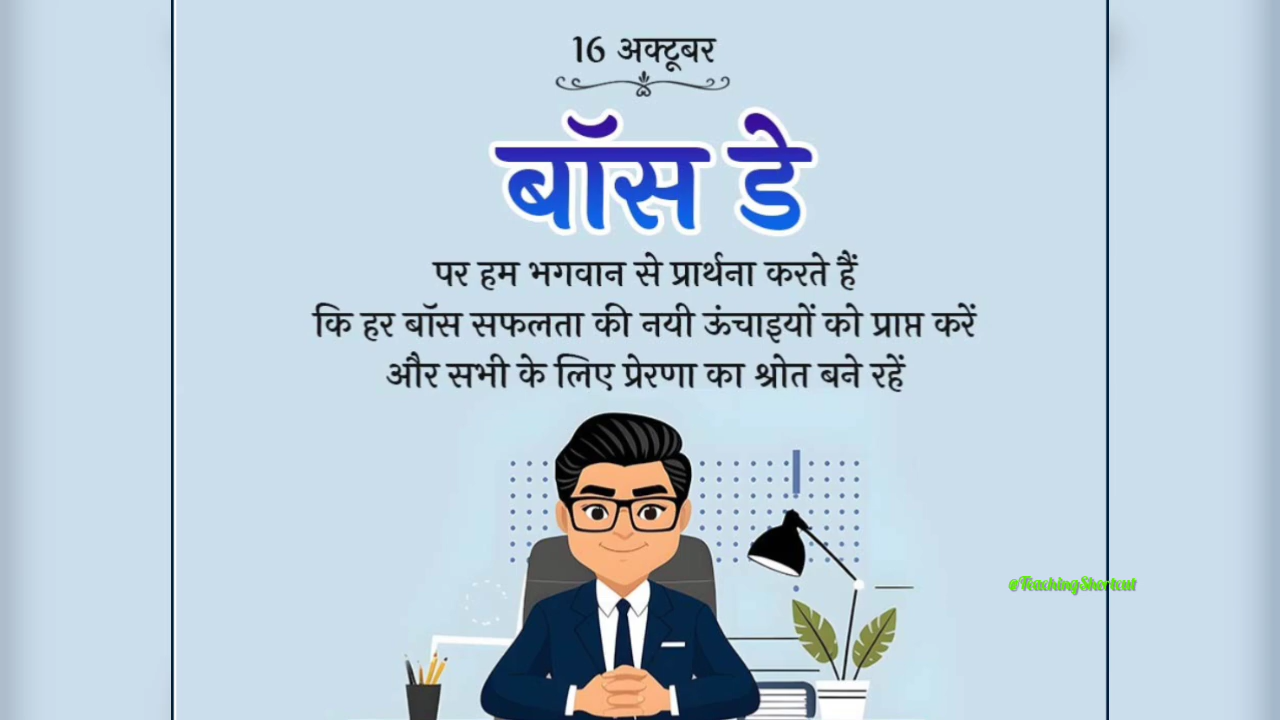 16 अक्टूबर
बॉस डे
पर हम भगवान से प्रार्थना करते हैं
कि हर बॉस सफलता की नयी ऊंचाइयों को प्राप्त करें
और सभी के लिए प्रेरणा का श्रोत बने रहें
@TeachingShortcut